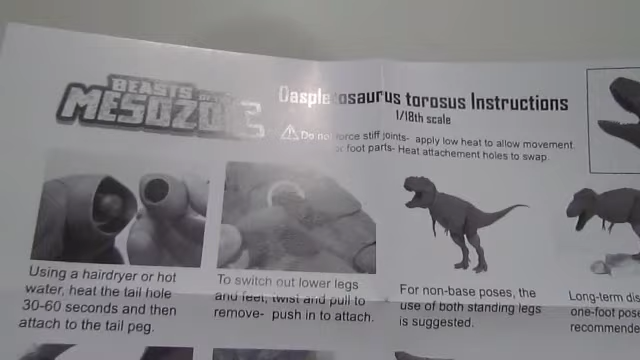 BEASTS OF THE
MESOZOIC
Daspletosaurus torosus Instructions
1/18th scale
Do not force stiff joints- apply low heat to allow movement.
or foot parts- Heat attachement holes to swap.
Using a hairdryer or hot
water, heat the tail hole
30-60 seconds and then
attach to the tail peg.
To switch out lower legs
and feet, twist and pull to
remove- push in to attach.
For non-base poses, the
use of both standing legs
is suggested.
Long-term dis
one-foot pose
recommende